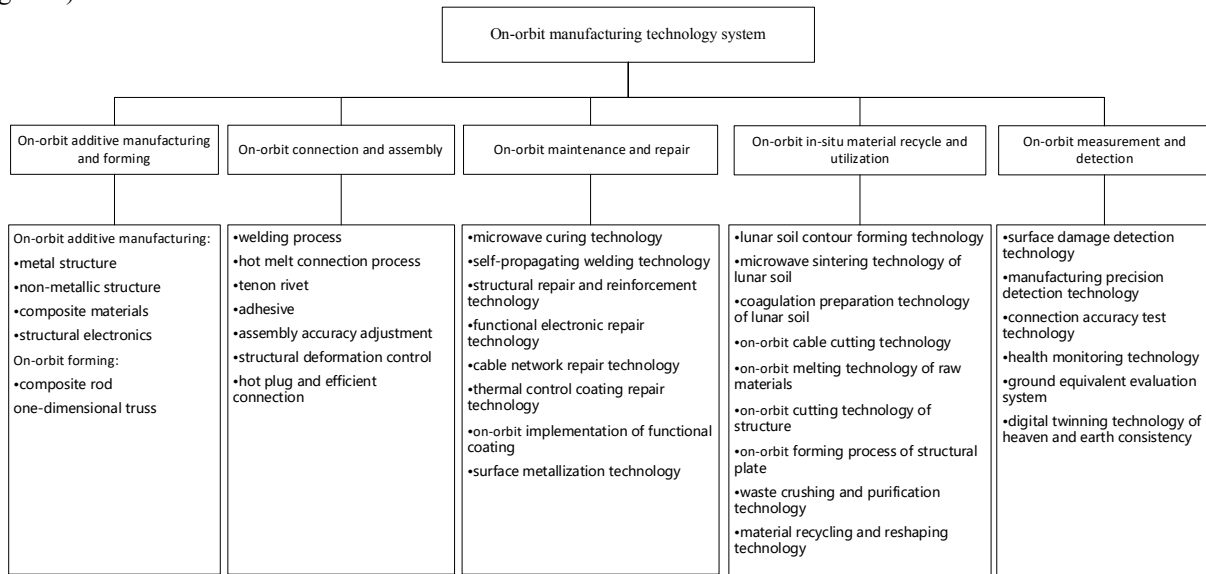 On-orbit manufacturing technology system
On-orbit additive manufacturing
and forming
On-orbit connection and assembly
On-orbit maintenance and repair
On-orbit in-situ material recycle and
utilization
On-orbit measurement and
detection
On-orbit additive manufacturing:
•metal structure
•non-metallic structure
•composite materials
•structural electronics
On-orbit forming:
•composite rod
one-dimensional truss
•welding process
•hot melt connection process
•tenon rivet
•adhesive
•assembly accuracy adjustment
•structural deformation control
•hot plug and efficient
connection
•microwave curing technology
•self-propagating welding technology
•structural repair and reinforcement
technology
•functional electronic repair
technology
•cable network repair technology
•thermal control coating repair
technology
•on-orbit implementation of functional
coating
•surface metallization technology
•lunar soil contour forming technology
•microwave sintering technology of
lunar soil
•coagulation preparation technology
of lunar soil
•on-orbit cable cutting technology
•on-orbit melting technology of raw
materials
•on-orbit cutting technology of
structure
•on-orbit forming process of structural
plate
•waste crushing and purification
technology
•material recycling and reshaping
technology
•surface damage detection
technology
•manufacturing precision
detection technology
•connection accuracy test
technology
•health monitoring technology
•ground equivalent evaluation
system
•digital twinning technology of
heaven and earth consistency